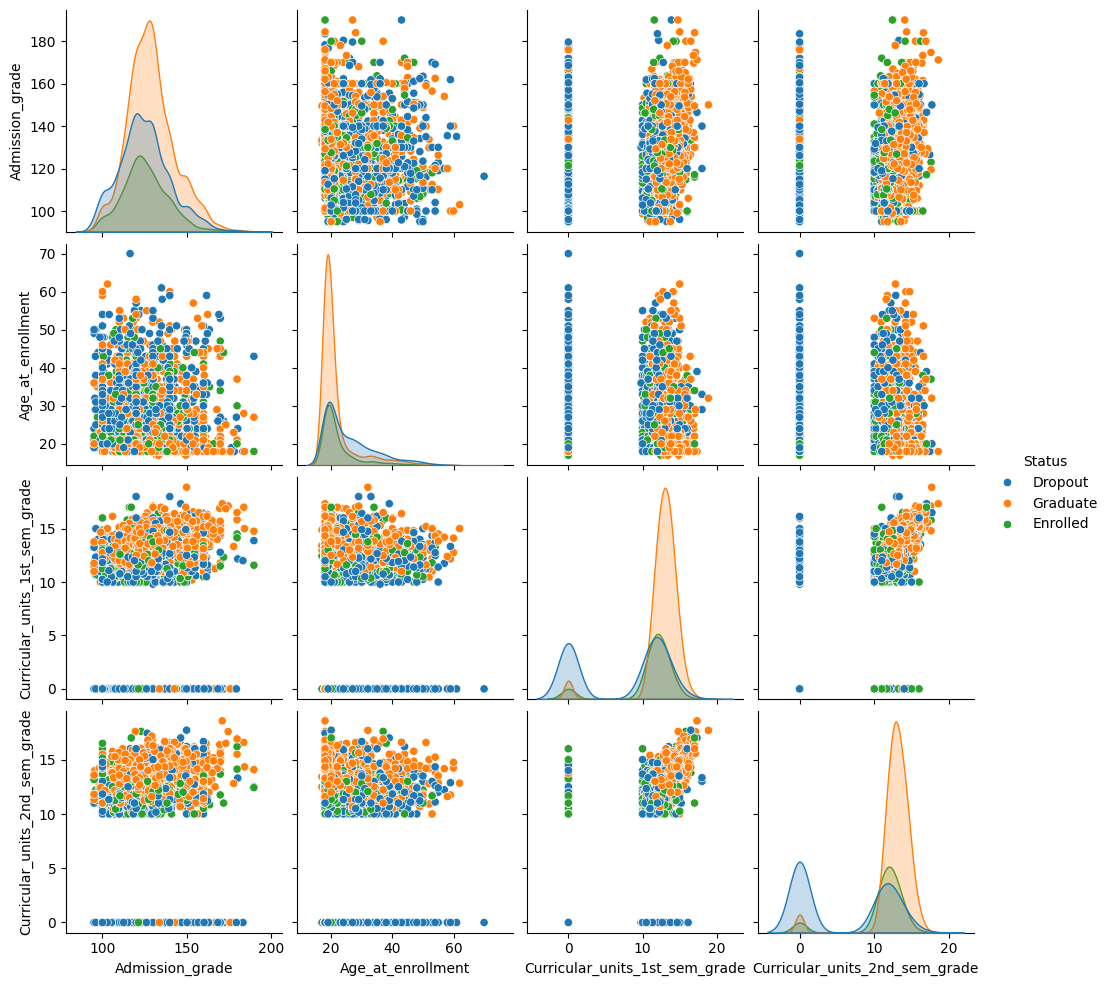 180
160
140
120
100
Admission_grade
70
60
50
40
30
20
Age_at_enrollment
15
10
5
0
Curricular_units_1st_sem_grade
15
10
5
0
Curricular_units_2nd_sem_grade
100 150 200
Admission_grade
20 40 60
Age_at_enrollment
0 10 20
Curricular_units_1st_sem_grade
0 10 20
Curricular_units_2nd_sem_grade
Status
Dropout
Graduate
Enrolled